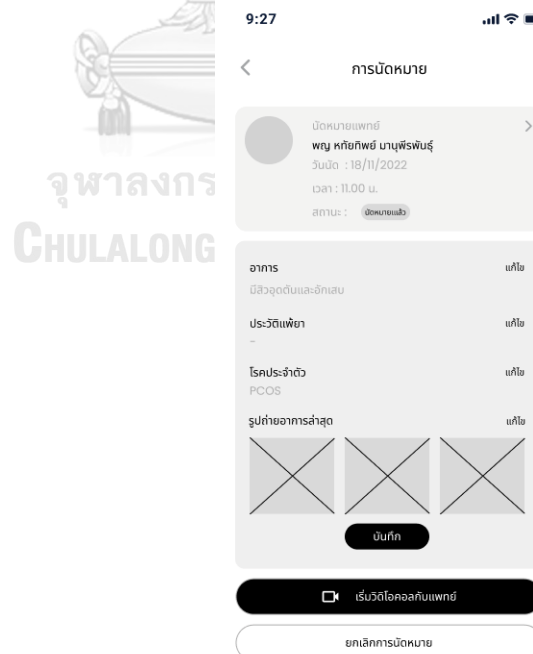 9:27
การนัดหมาย
นัดหมายแพทย์
พญ หทัยทิพย์ มานุพีรพันธุ์
วันนัด : 18/11/2022
เวลา : 11.00 น.
สถานะ : นัดหมายแล้ว
จุฬาลงกร
CHULALONG
อาการ แก้ไข
มีสิวอุดตันและอักเสบ
ประวัติแพ้ยา แก้ไข
-
โรคประจำตัว แก้ไข
PCOS
รูปถ่ายอาการล่าสุด แก้ไข
บันทึก
เริ่มวิดิโอคอลกับแพทย์
ยกเลิกการนัดหมาย